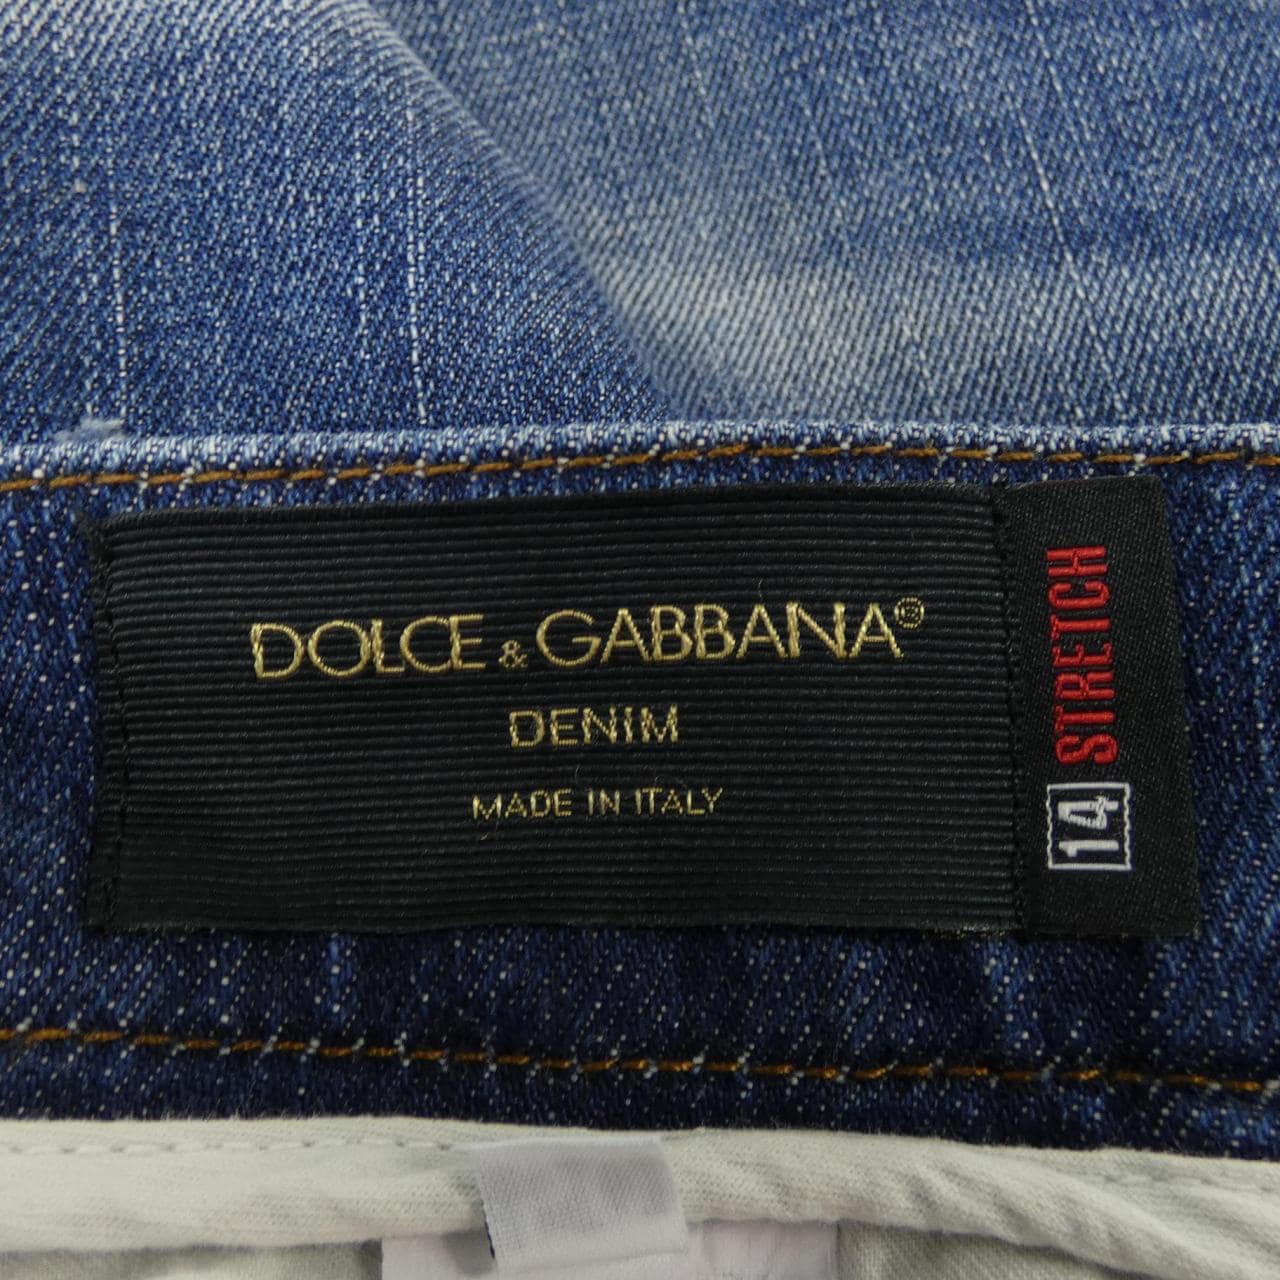 DOLCE & GABBANA®
DENIM
MADE IN ITALY
14 STRETCH